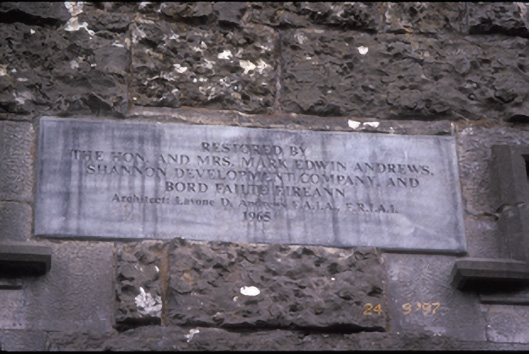 RESTORED BY
THE HON. AND MRS. MARK EDWIN ANDREWS,
SHANNON DEVELOPMENT COMPANY, AND
BORD FAILTE EIREANN
Architect: Lavone D. Andrews F.A.I.A., F.R.I.A.I.
1965
24 9 '97